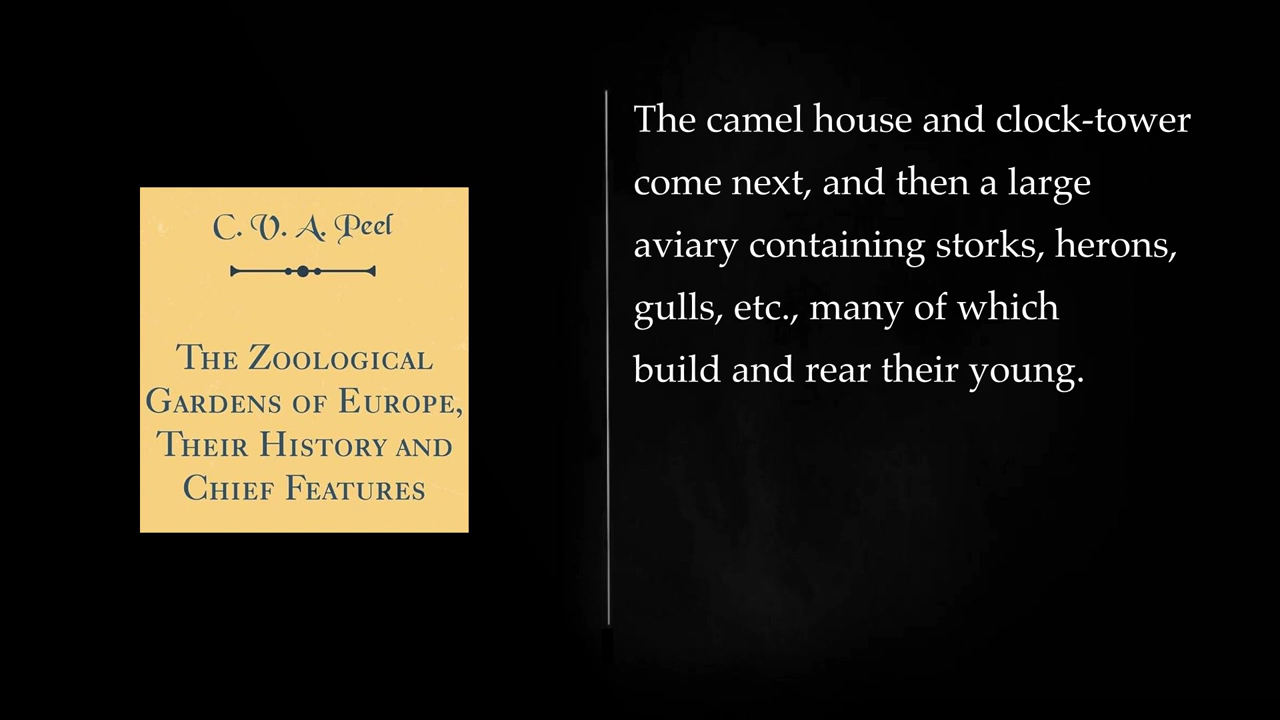 C. V. A. Peel
The Zoological
Gardens of Europe,
Their History and
Chief Features
The camel house and clock-tower
come next, and then a large
aviary containing storks, herons,
gulls, etc., many of which
build and rear their young.